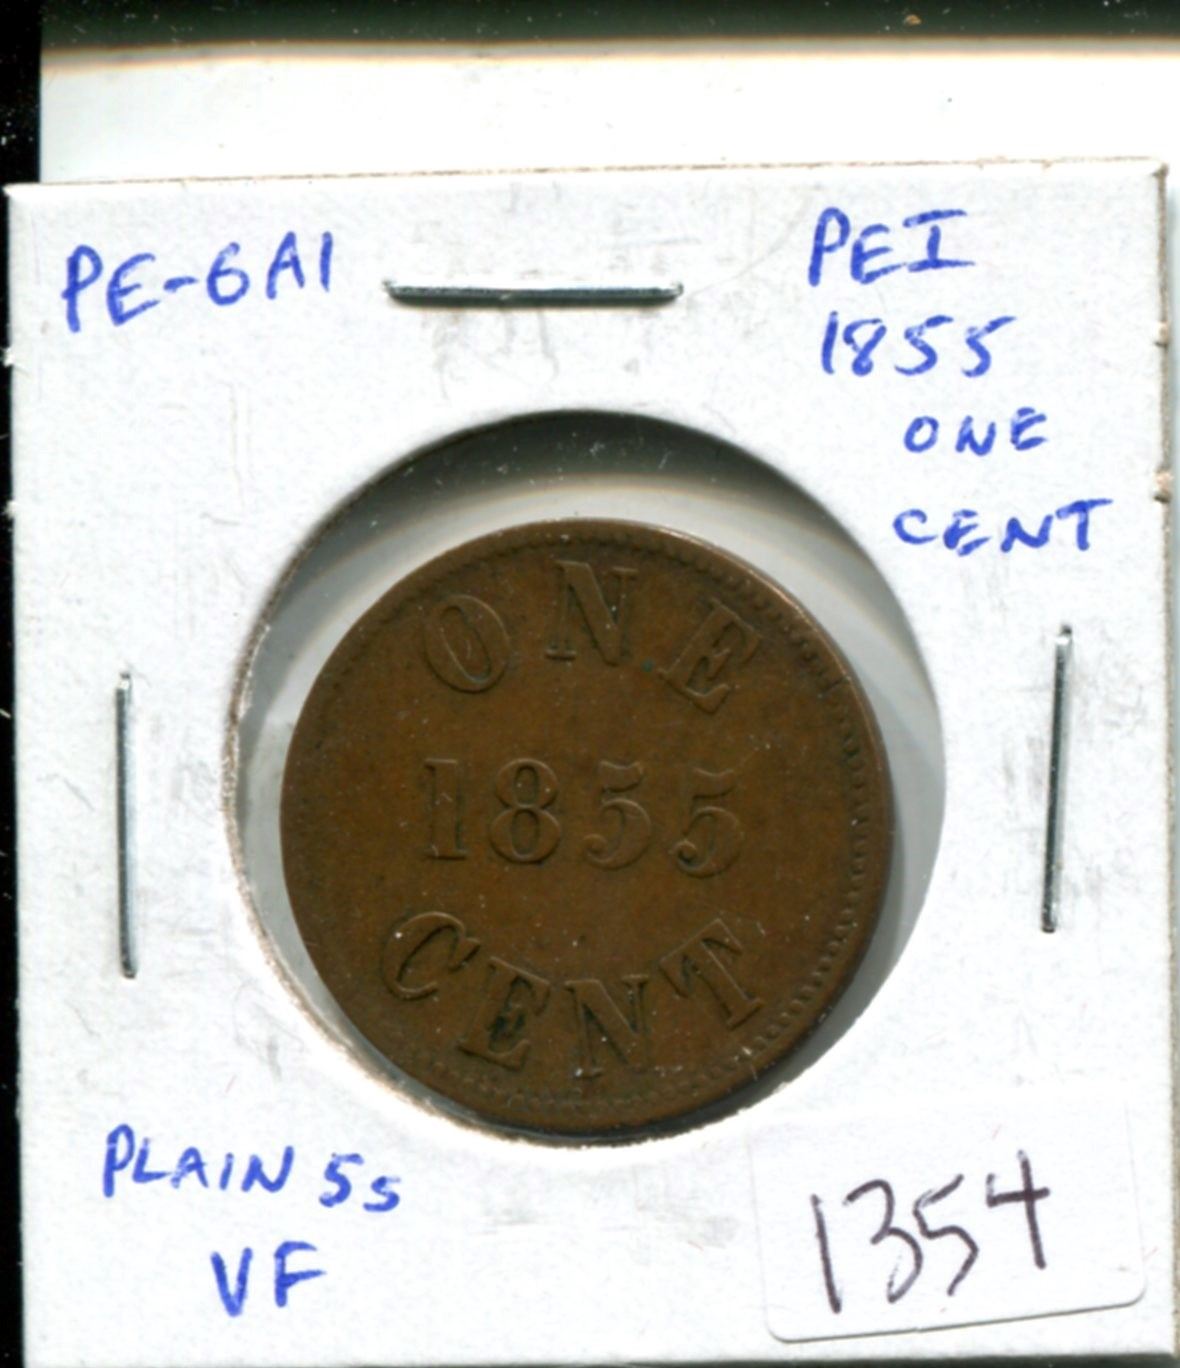 PE-6A1
PEI
1855
ONE
CENT
ONE
1855
CENT
PLAIN 5s
VF
1354